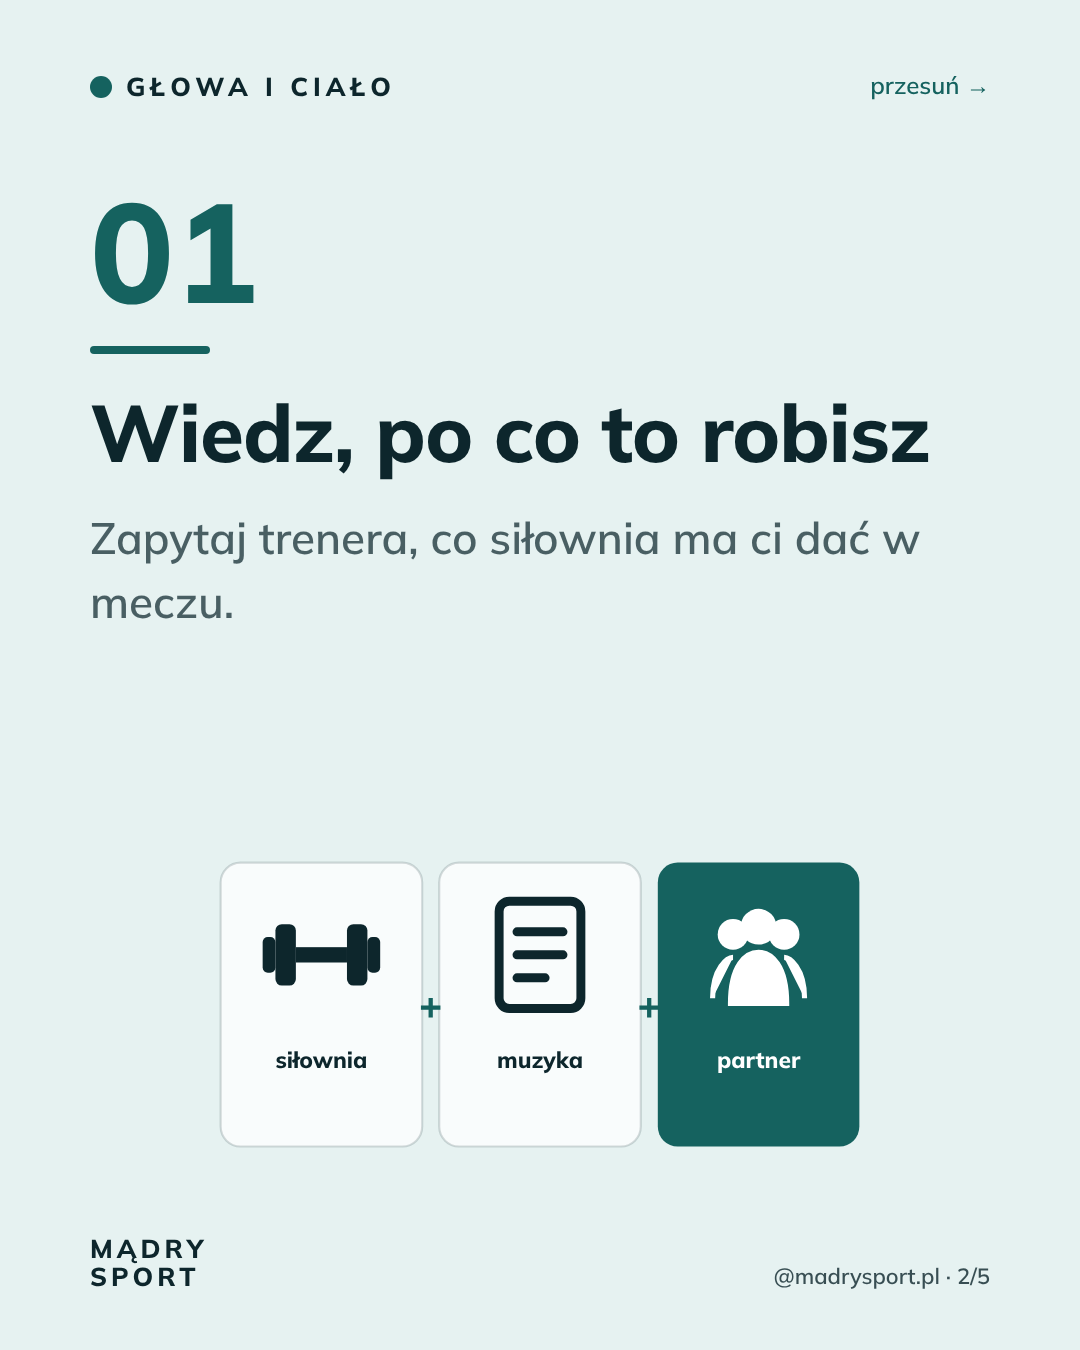 GŁOWA I CIAŁO
przesuń →
01
Wiedz, po co to robisz
Zapytaj trenera, co siłownia ma ci dać w
meczu.
+
+
siłownia
muzyka
partner
MĄDRY
SPORT
@madrysport.pl · 2/5